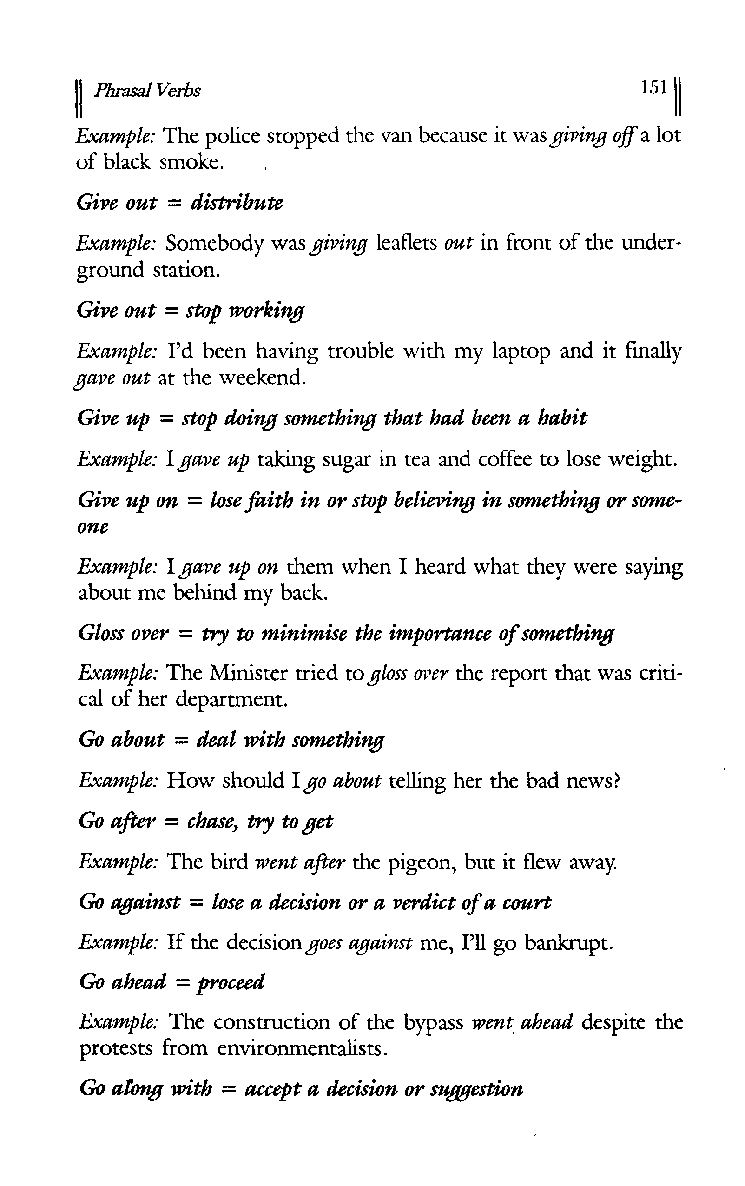 Phrasal Verbs 151
Example: The police stopped the van because it was giving off a lot
of black smoke.
Give out = distribute
Example: Somebody was giving leaflets out in front of the under-
ground station.
Give out = stop working
Example: I'd been having trouble with my laptop and it finally
gave out at the weekend.
Give up = stop doing something that had been a habit
Example: I gave up taking sugar in tea and coffee to lose weight.
Give up on = lose faith in or stop believing in something or some-
one
Example: I gave up on them when I heard what they were saying
about me behind my back.
Gloss over = try to minimise the importance of something
Example: The Minister tried to gloss over the report that was criti-
cal of her department.
Go about = deal with something
Example: How should I go about telling her the bad news?
Go after = chase, try to get
Example: The bird went after the pigeon, but it flew away.
Go against = lose a decision or a verdict of a court
Example: If the decision goes against me, I'll go bankrupt.
Go ahead = proceed
Example: The construction of the bypass went ahead despite the
protests from environmentalists.
Go along with = accept a decision or suggestion